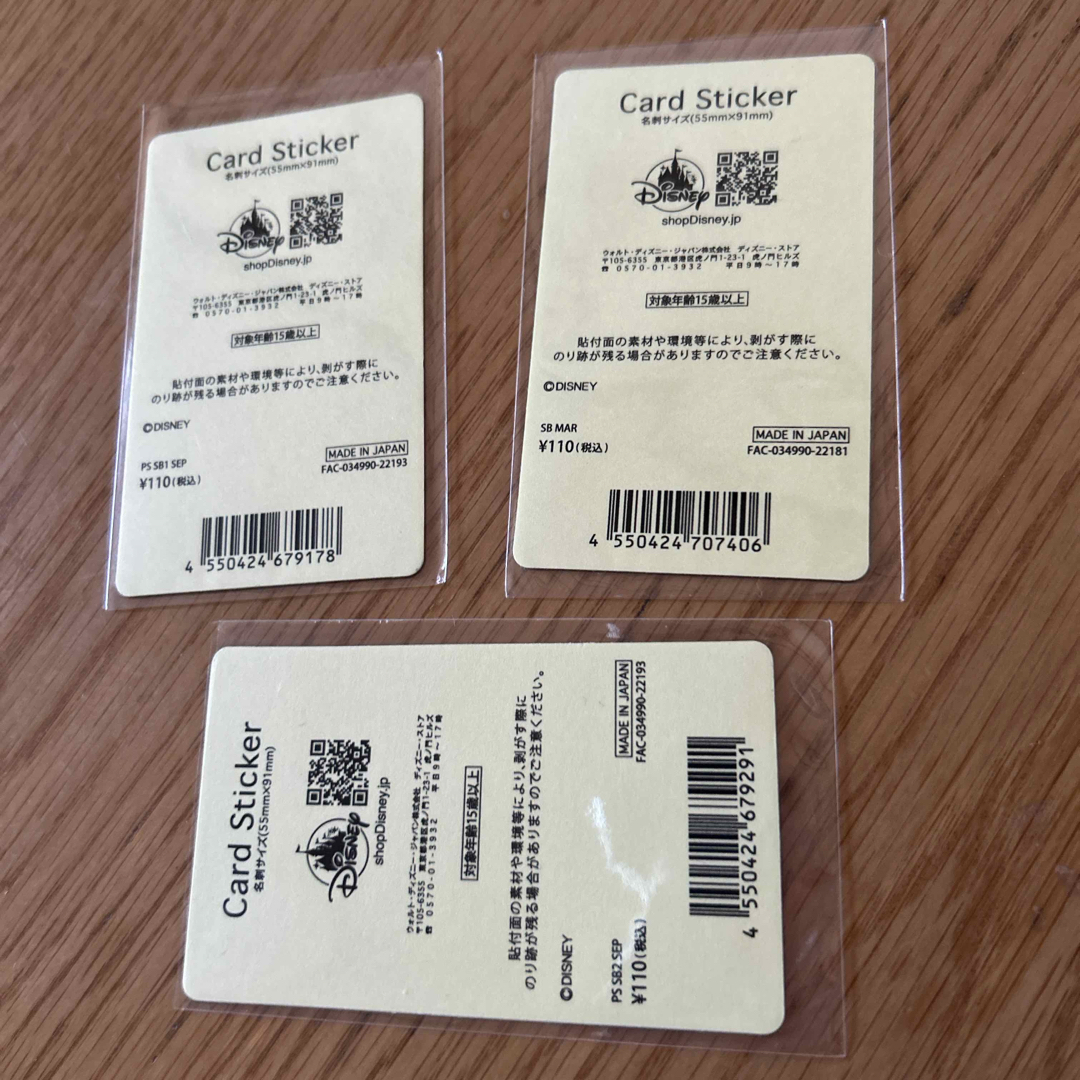 Card Sticker
名刺サイズ(55mm×91mm)
Disney
shopDisney.jp
ウォルト・ディズニー・ジャパン株式会社 ディズニー・ストア
〒105-6355 東京都港区虎ノ門1-23-1 虎ノ門ヒルズ
☎ 0570-01-3932 平日9時〜17時
対象年齢15歳以上
貼付面の素材や環境等により、剥がす際に
のり跡が残る場合がありますのでご注意ください。
©DISNEY
PS SB1 SEP
¥110(税込)
MADE IN JAPAN
FAC-034990-22193
4 550424 679178
Card Sticker
名刺サイズ(55mm×91mm)
Disney
shopDisney.jp
ウォルト・ディズニー・ジャパン株式会社 ディズニー・ストア
〒105-6355 東京都港区虎ノ門1-23-1 虎ノ門ヒルズ
☎ 0570-01-3932 平日9時〜17時
対象年齢15歳以上
貼付面の素材や環境等により、剥がす際に
のり跡が残る場合がありますのでご注意ください。
©DISNEY
SB MAR
¥110(税込)
MADE IN JAPAN
FAC-034990-22181
4 550424 707406
Card Sticker
名刺サイズ(55mm×91mm)
Disney
shopDisney.jp
ウォルト・ディズニー・ジャパン株式会社 ディズニー・ストア
〒105-6355 東京都港区虎ノ門1-23-1 虎ノ門ヒルズ
☎ 0570-01-3932 平日9時〜17時
対象年齢15歳以上
貼付面の素材や環境等により、剥がす際に
のり跡が残る場合がありますのでご注意ください。
©DISNEY
PS SB2 SEP
¥110(税込)
MADE IN JAPAN
FAC-034990-22193
4 550424 679291